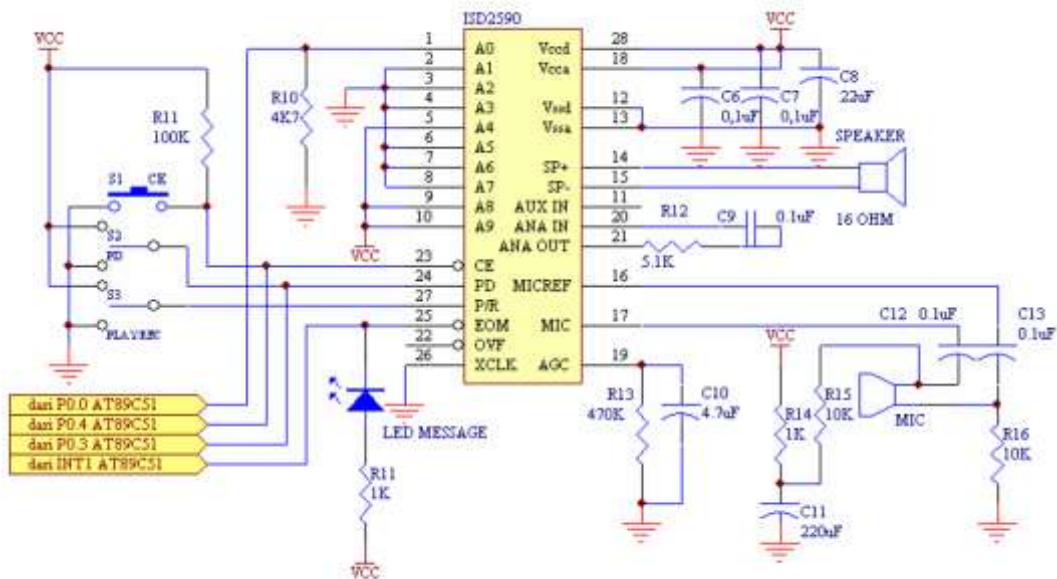 ISD2590
VCC
VCC
1 A0 Vccd 28
2 A1 Vcca 18
3 A2
4 A3 Vssd 12
5 A4 Vssa 13
6 A5
7 A6 SP+ 14
8 A7 SP- 15
9 A8 AUX IN 11
10 A9 ANA IN 20
ANA OUT 21
23 CE
24 PD MICREF 16
27 P/R
25 EOM MIC 17
22 OVF
26 XCLK AGC 19
R10
4K7
R11
100K
S1 CE
S2
PD
S3
PLAY/REC
VCC
C6
0,1uF
C7
0,1uF
C8
22uF
SPEAKER
16 OHM
R12
5.1K
C9
0.1uF
C12 0.1uF
C13
0.1uF
VCC
R13
470K
C10
4.7uF
R14
1K
R15
10K
MIC
R16
10K
C11
220uF
dari P0.0 AT89C51
dari P0.4 AT89C51
dari P0.3 AT89C51
dari INT1 AT89C51
LED MESSAGE
R11
1K
VCC